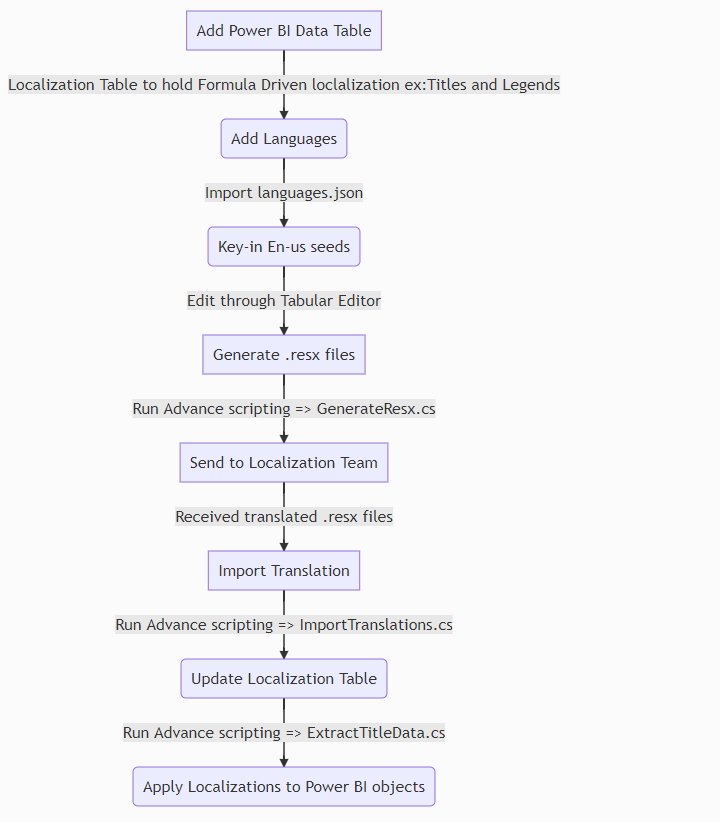 Add Power BI Data Table
Localization Table to hold Formula Driven loclalization ex:Titles and Legends
Add Languages
Import languages.json
Key-in En-us seeds
Edit through Tabular Editor
Generate .resx files
Run Advance scripting => GenerateResx.cs
Send to Localization Team
Received translated .resx files
Import Translation
Run Advance scripting => ImportTranslations.cs
Update Localization Table
Run Advance scripting => ExtractTitleData.cs
Apply Localizations to Power BI objects